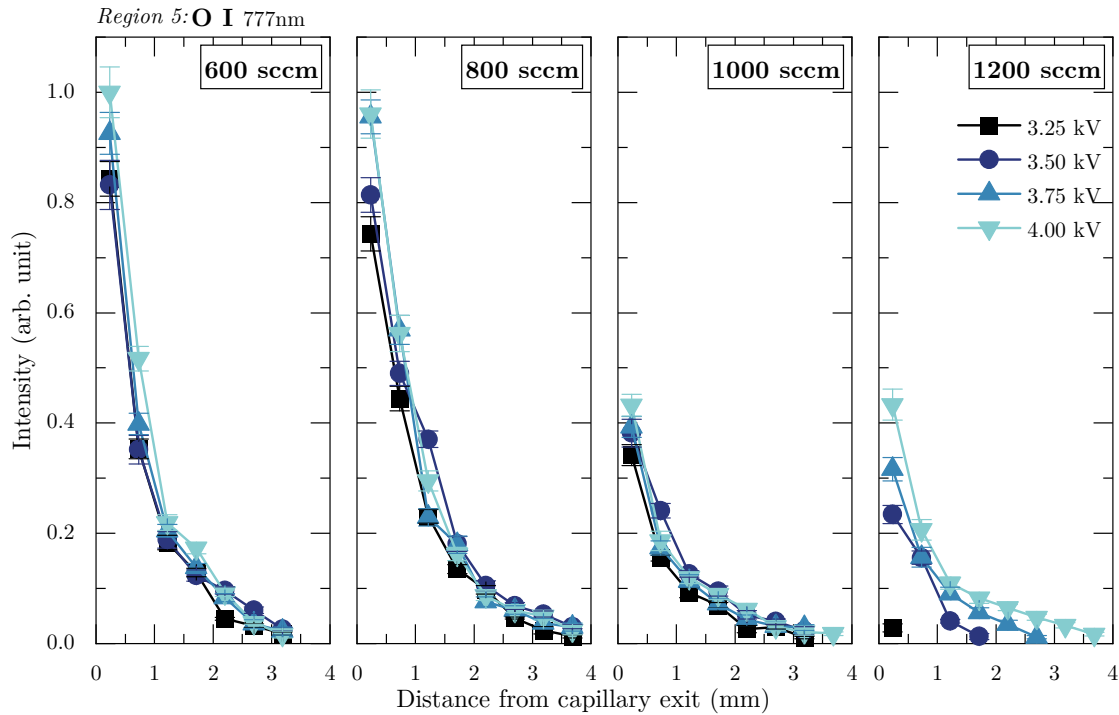 Region 5: O I 777nm
600 sccm
800 sccm
1000 sccm
1200 sccm
3.25 kV
3.50 kV
3.75 kV
4.00 kV
1.0
0.8
0.6
0.4
0.2
0.0
Intensity (arb. unit)
0 1 2 3 4
0 1 2 3 4
0 1 2 3 4
0 1 2 3 4
Distance from capillary exit (mm)